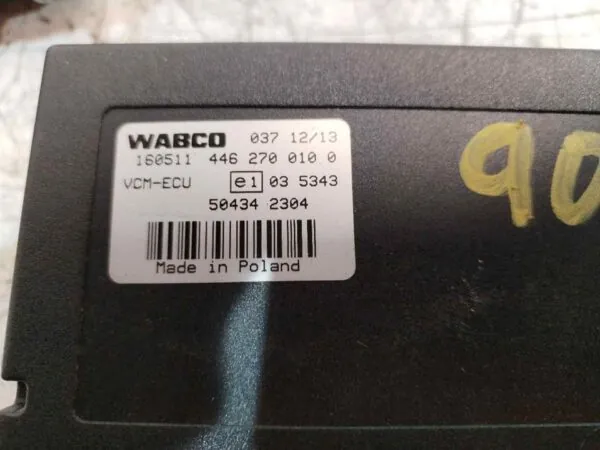 WABCO 037 12/13
160511 446 270 010 0
VCM-ECU e1 03 5343
50434 2304
Made in Poland
90